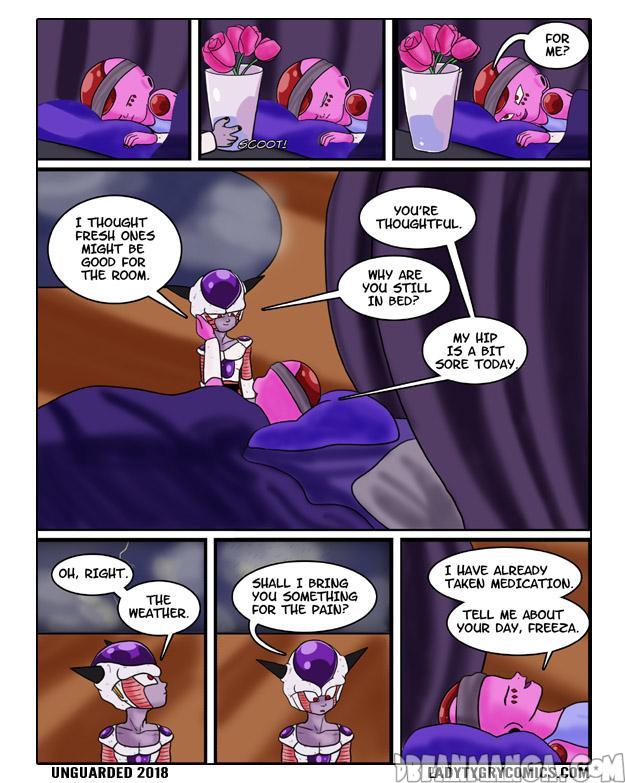 FOR
ME?
SCOOT!
I THOUGHT
FRESH ONES
MIGHT BE
GOOD FOR
THE ROOM.
YOU'RE
THOUGHTFUL.
WHY ARE
YOU STILL
IN BED?
MY HIP
IS A BIT
SORE TODAY.
OH, RIGHT.
THE
WEATHER.
SHALL I BRING
YOU SOMETHING
FOR THE PAIN?
I HAVE ALREADY
TAKEN MEDICATION.
TELL ME ABOUT
YOUR DAY, FREEZA.
UNGUARDED 2018
LADYTYGRYCOMICS.COM
DBFANMANGA.COM